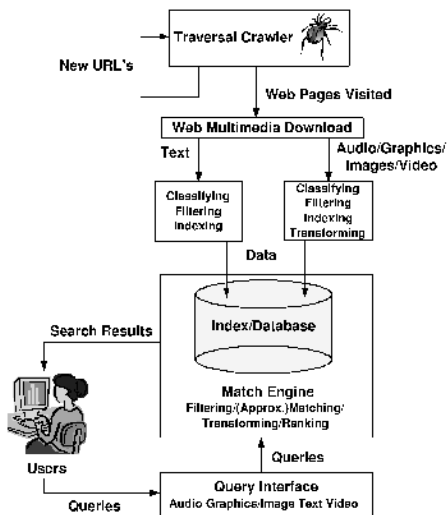 Traversal Crawler
New URL's
Web Pages Visited
Web Multimedia Download
Text
Audio/Graphics/
Images/Video
Classifying
Filtering
Indexing
Classifying
Filtering
Indexing
Transforming
Data
Index/Database
Search Results
Match Engine
Filtering/(Approx.)Matching/
Transforming/Ranking
Users
Queries
Queries
Query Interface
Audio Graphics/Image Text Video